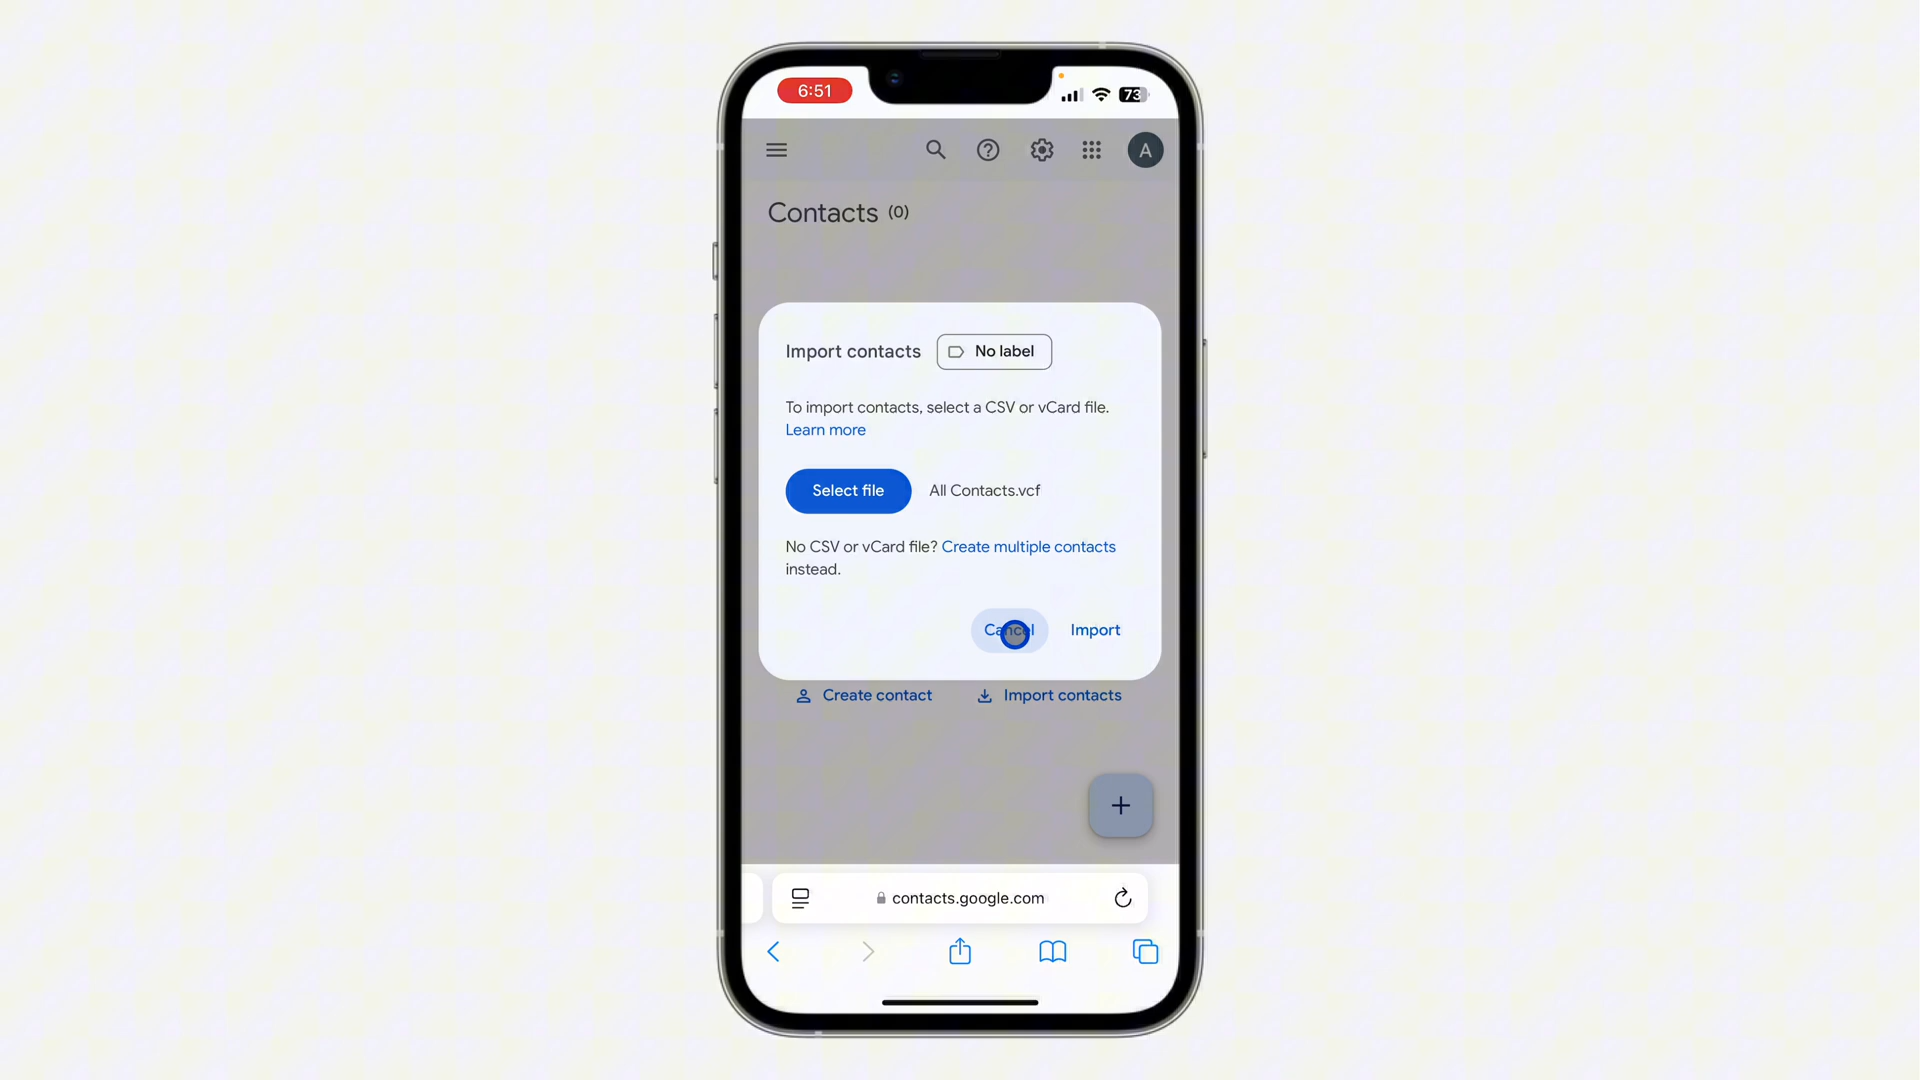 6:51
73
A
Contacts (0)
Import contacts
No label
To import contacts, select a CSV or vCard file.
Learn more
Select file
All Contacts.vcf
No CSV or vCard file? Create multiple contacts
instead.
Cancel
Import
Create contact
Import contacts
contacts.google.com